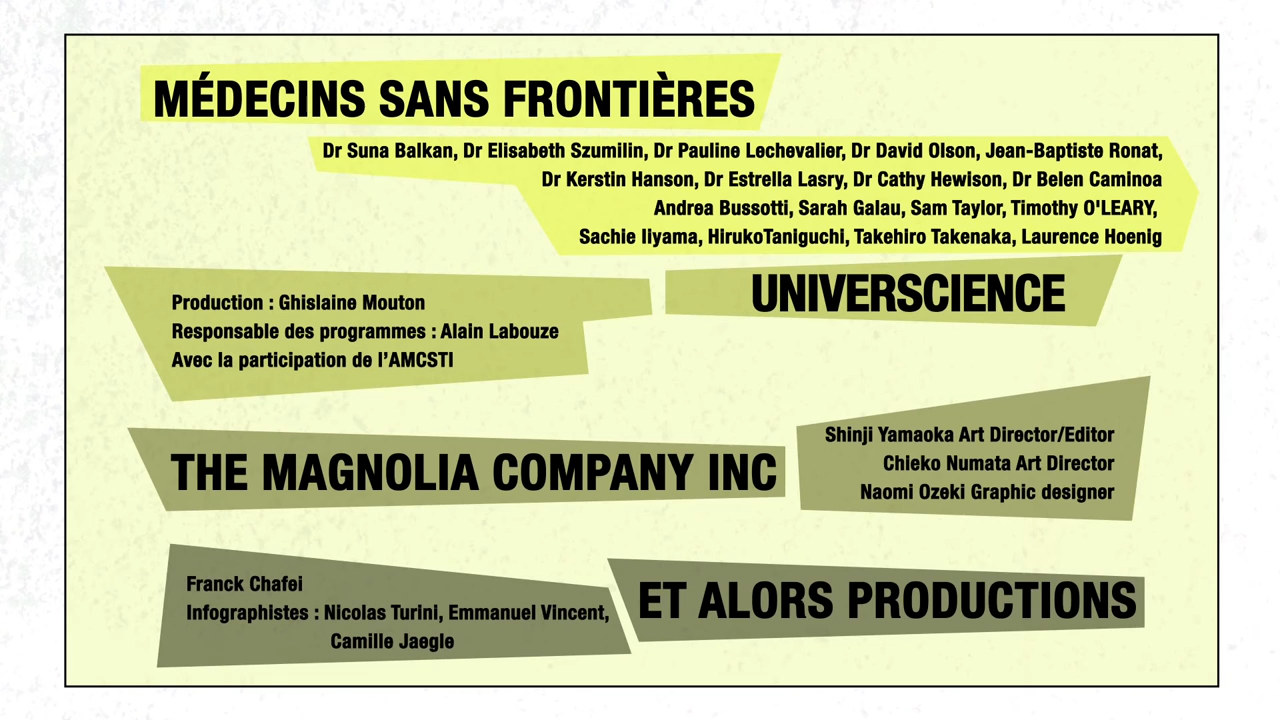 MÉDECINS SANS FRONTIÈRES
Dr Suna Balkan, Dr Elisabeth Szumilin, Dr Pauline Lechevalier, Dr David Olson, Jean-Baptiste Ronat,
Dr Kerstin Hanson, Dr Estrella Lasry, Dr Cathy Hewison, Dr Belen Caminoa
Andrea Bussotti, Sarah Galau, Sam Taylor, Timothy O'LEARY,
Sachie Iiyama, HirukoTaniguchi, Takehiro Takenaka, Laurence Hoenig
UNIVERSCIENCE
Production : Ghislaine Mouton
Responsable des programmes : Alain Labouze
Avec la participation de l’AMCSTI
THE MAGNOLIA COMPANY INC
Shinji Yamaoka Art Director/Editor
Chieko Numata Art Director
Naomi Ozeki Graphic designer
ET ALORS PRODUCTIONS
Franck Chafei
Infographistes : Nicolas Turini, Emmanuel Vincent,
Camille Jaegle